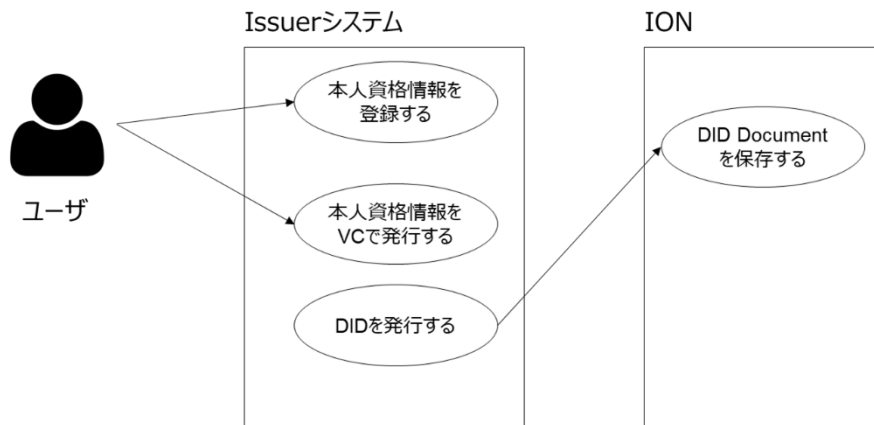 Issuerシステム
ION
本人資格情報を
登録する
DID Document
を保存する
ユーザ
本人資格情報を
VCで発行する
DIDを発行する